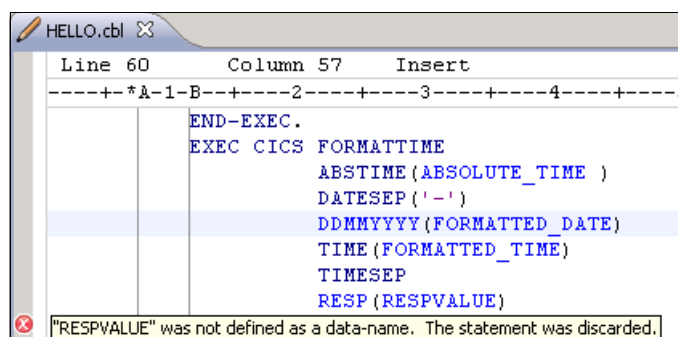 HELLO.cbl
Line 60 Column 57 Insert
----+-*A-1-B--+----2----+----3----+----4----+----
END-EXEC.
EXEC CICS FORMATTIME
ABSTIME(ABSOLUTE_TIME )
DATESEP('-')
DDMMYYYY(FORMATTED_DATE)
TIME(FORMATTED_TIME)
TIMESEP
RESP(RESPVALUE)
"RESPVALUE" was not defined as a data-name. The statement was discarded.